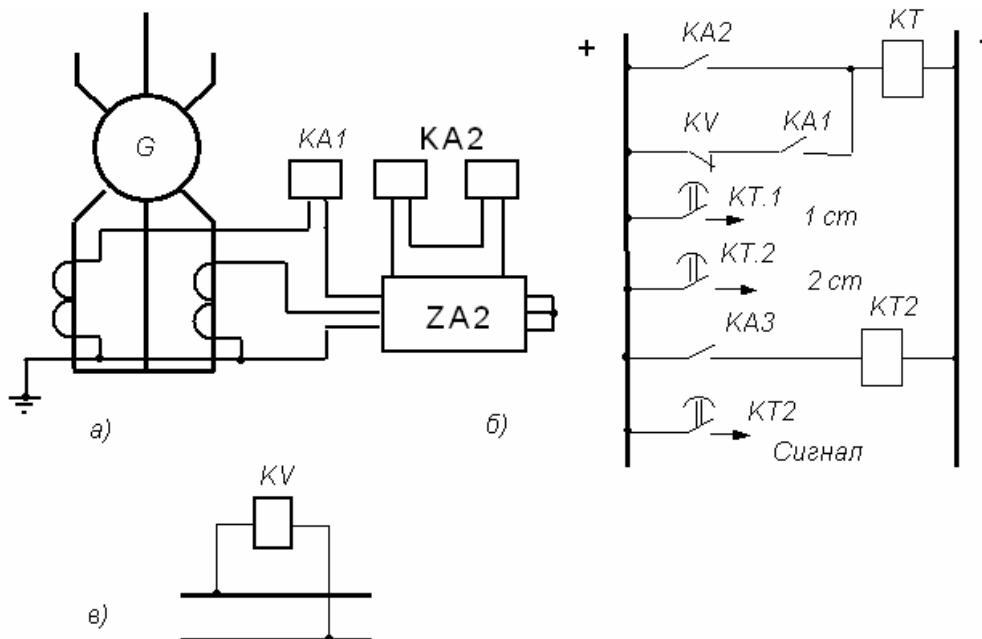 G
KA1
KA2
ZA2
а)
б)
KV
в)
+
-
KA2
KT
KV
KA1
KT.1
1 ст
KT.2
2 ст
KA3
KT2
KT2
Сигнал